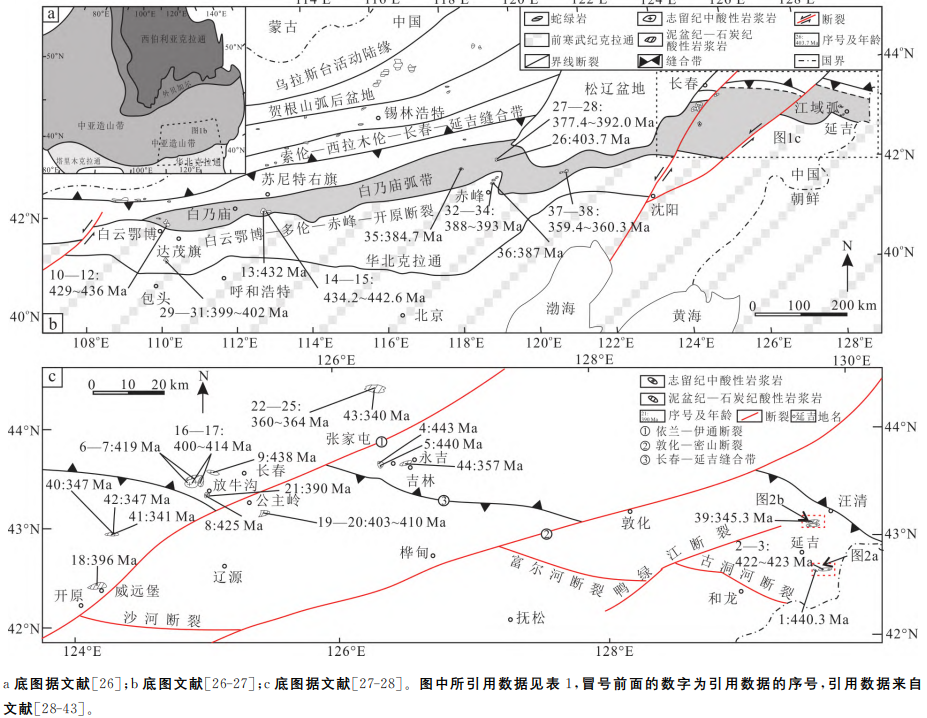 a
0°
80°E
100°E
120°E
140°E
西伯利亚克拉通
50°N
50°N
中亚造山带
图1b
中亚造山带
40°N
40°N
塔里木克拉通
华北克拉通
80°E
100°E
120°E
114°E
116°E
118°E
120°E
蒙古
中国
乌拉斯台活动陆缘
贺根山弧后盆地
锡林浩特
索伦—西拉木伦—长春—延吉缝合带
苏尼特右旗
蛇绿岩
志留纪中酸性岩浆岩
断裂
前寒武纪克拉通
泥盆纪—石炭纪
酸性岩浆岩
序号及年龄
界线断裂
缝合带
国界
44°N
松辽盆地
长春
27—28:
377.4~392.0 Ma
26:403.7 Ma
江域弧
延吉
图1c
42°N
中国
朝鲜
白乃庙弧带
白乃庙
42°N
白云鄂博
白云鄂博—多伦—赤峰—开原断裂
达茂旗
赤峰
32—34:
388~393 Ma
35:384.7 Ma
37—38:
359.4~360.3 Ma
沈阳
36:387 Ma
华北克拉通
40°N
N
10—12:
429~436 Ma
13:432 Ma
14—15:
434.2~442.6 Ma
包头
呼和浩特
29—31:399~402 Ma
北京
渤海
黄海
0 100 200 km
40°N
b
108°E
110°E
112°E
114°E
116°E
118°E
120°E
122°E
124°E
126°E
128°E
126°E
128°E
130°E
c
0 10 20 km
N
22—25:
360~364 Ma
43:340 Ma
志留纪中酸性岩浆岩
泥盆纪—石炭纪酸性岩浆岩
序号及年龄
断裂
延吉
地名
① 依兰—伊通断裂
② 敦化—密山断裂
③ 长春—延吉缝合带
44°N
44°N
16—17:
400~414 Ma
6—7:419 Ma
9:438 Ma
张家屯
①
4:443 Ma
5:440 Ma
永吉
44:357 Ma
吉林
长春
放牛沟
21:390 Ma
公主岭
40:347 Ma
42:347 Ma
41:341 Ma
8:425 Ma
19—20:403~410 Ma
③
②
敦化
图2b
汪清
39:345.3 Ma
43°N
43°N
延吉
图2a
2—3:
422~423 Ma
18:396 Ma
威远堡
开原
辽源
桦甸
富尔河断裂
鸭绿江断裂
古洞河断裂
和龙
沙河断裂
抚松
1:440.3 Ma
42°N
42°N
124°E
126°E
128°E
a 底图据文献[26];b 底图文献[26-27];c 底图据文献[27-28]。图中所引用数据见表 1,冒号前面的数字为引用数据的序号,引用数据来自
文献[28-43]。